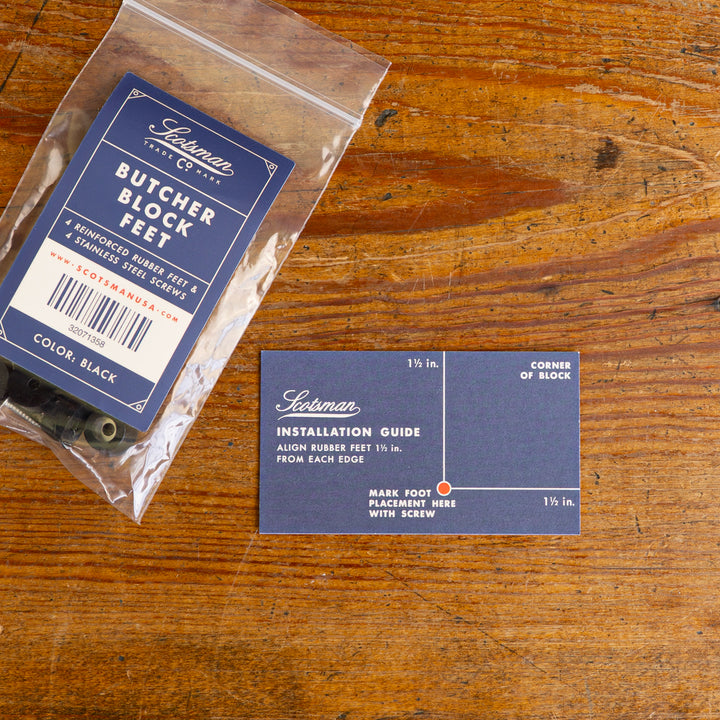 Scotsman
TRADE CO MARK
BUTCHER
BLOCK
FEET
4 REINFORCED RUBBER FEET &
4 STAINLESS STEEL SCREWS
WWW.SCOTSMANUSA.COM
32071358
COLOR: BLACK
1½ in.
CORNER
OF BLOCK
Scotsman
INSTALLATION GUIDE
ALIGN RUBBER FEET 1½ in.
FROM EACH EDGE
MARK FOOT
PLACEMENT HERE
WITH SCREW
1½ in.